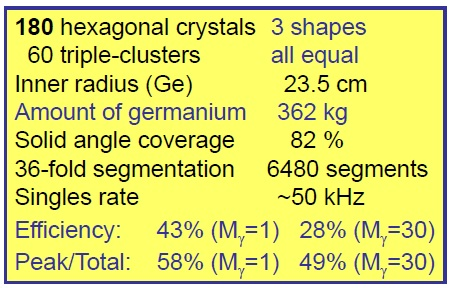 180 hexagonal crystals 3 shapes
60 triple-clusters all equal
Inner radius (Ge) 23.5 cm
Amount of germanium 362 kg
Solid angle coverage 82 %
36-fold segmentation 6480 segments
Singles rate ~50 kHz
Efficiency: 43% (Mγ=1) 28% (Mγ=30)
Peak/Total: 58% (Mγ=1) 49% (Mγ=30)